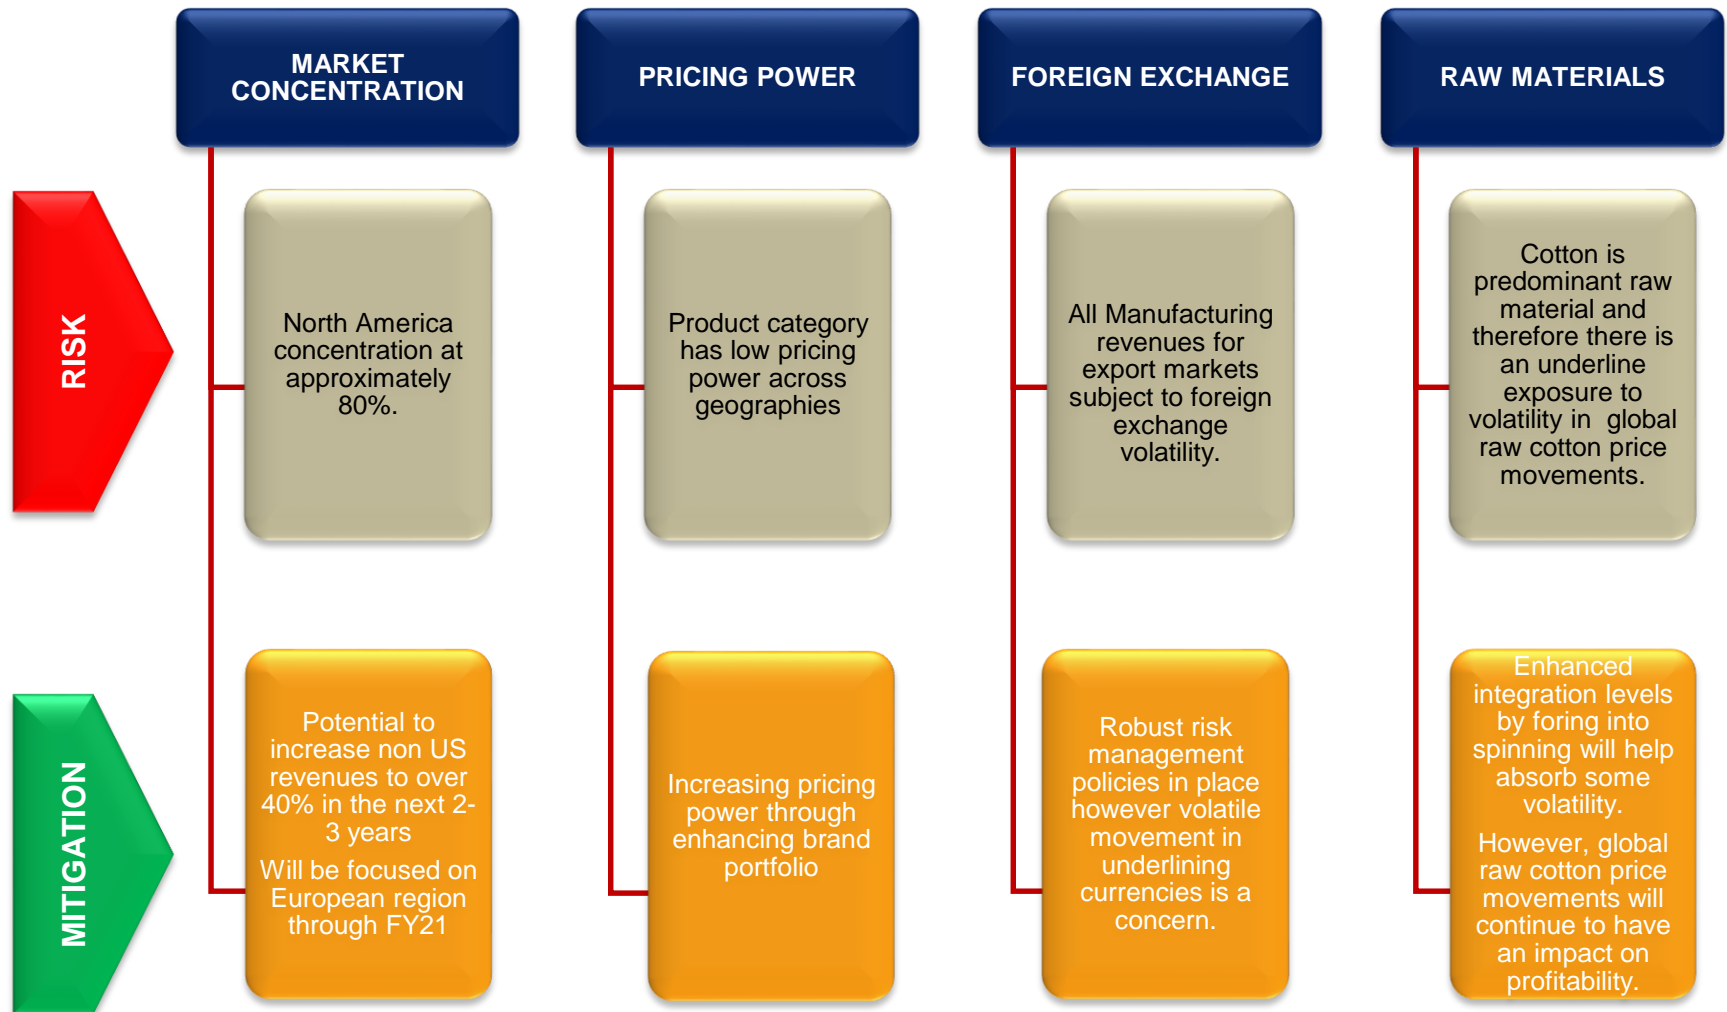 MARKET
CONCENTRATION
PRICING POWER
FOREIGN EXCHANGE
RAW MATERIALS
RISK
North America
concentration at
approximately
80%.
Product category
has low pricing
power across
geographies
All Manufacturing
revenues for
export markets
subject to foreign
exchange
volatility.
Cotton is
predominant raw
material and
therefore there is
an underline
exposure to
volatility in  global
raw cotton price
movements.
MITIGATION
Potential to
increase non US
revenues to over
40% in the next 2-
3 years
Will be focused on
European region
through FY21
Increasing pricing
power through
enhancing brand
portfolio
Robust risk
management
policies in place
however volatile
movement in
underlining
currencies is a
concern.
Enhanced
integration levels
by foring into
spinning will help
absorb some
volatility.
However, global
raw cotton price
movements will
continue to have
an impact on
profitability.